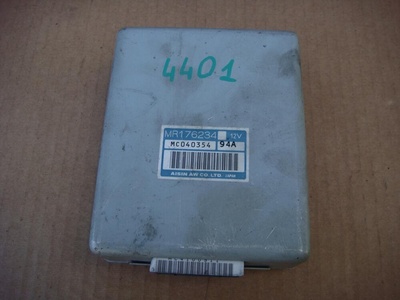 4401
MR176234 12V
MC040354 94A
AISIN AW CO., LTD.